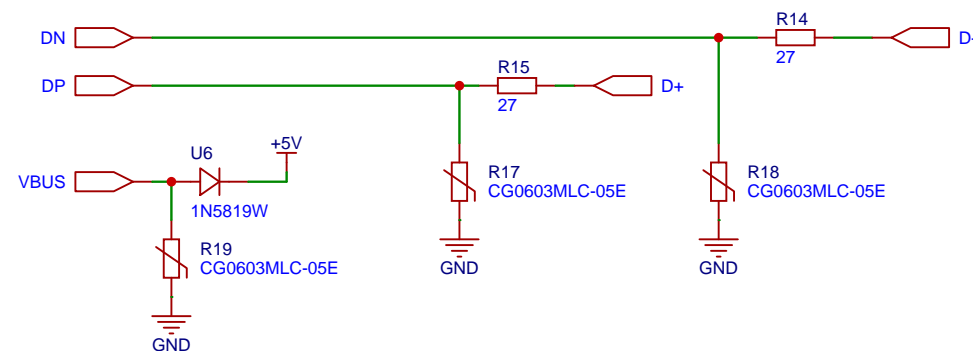 R14
DN
D-
27
R15
DP
D+
27
+5V
U6
VBUS
1N5819W
R17
CG0603MLC-05E
R18
CG0603MLC-05E
R19
CG0603MLC-05E
GND
GND
GND